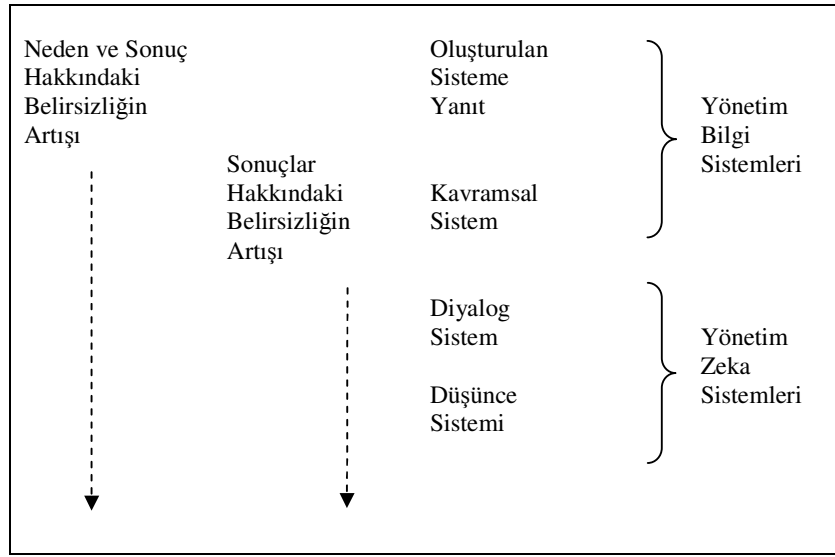 Neden ve Sonuç
Hakkındaki
Belirsizliğin
Artışı
Sonuçlar
Hakkındaki
Belirsizliğin
Artışı
Oluşturulan
Sisteme
Yanıt
Kavramsal
Sistem
Diyalog
Sistem
Düşünce
Sistemi
Yönetim
Bilgi
Sistemleri
Yönetim
Zeka
Sistemleri